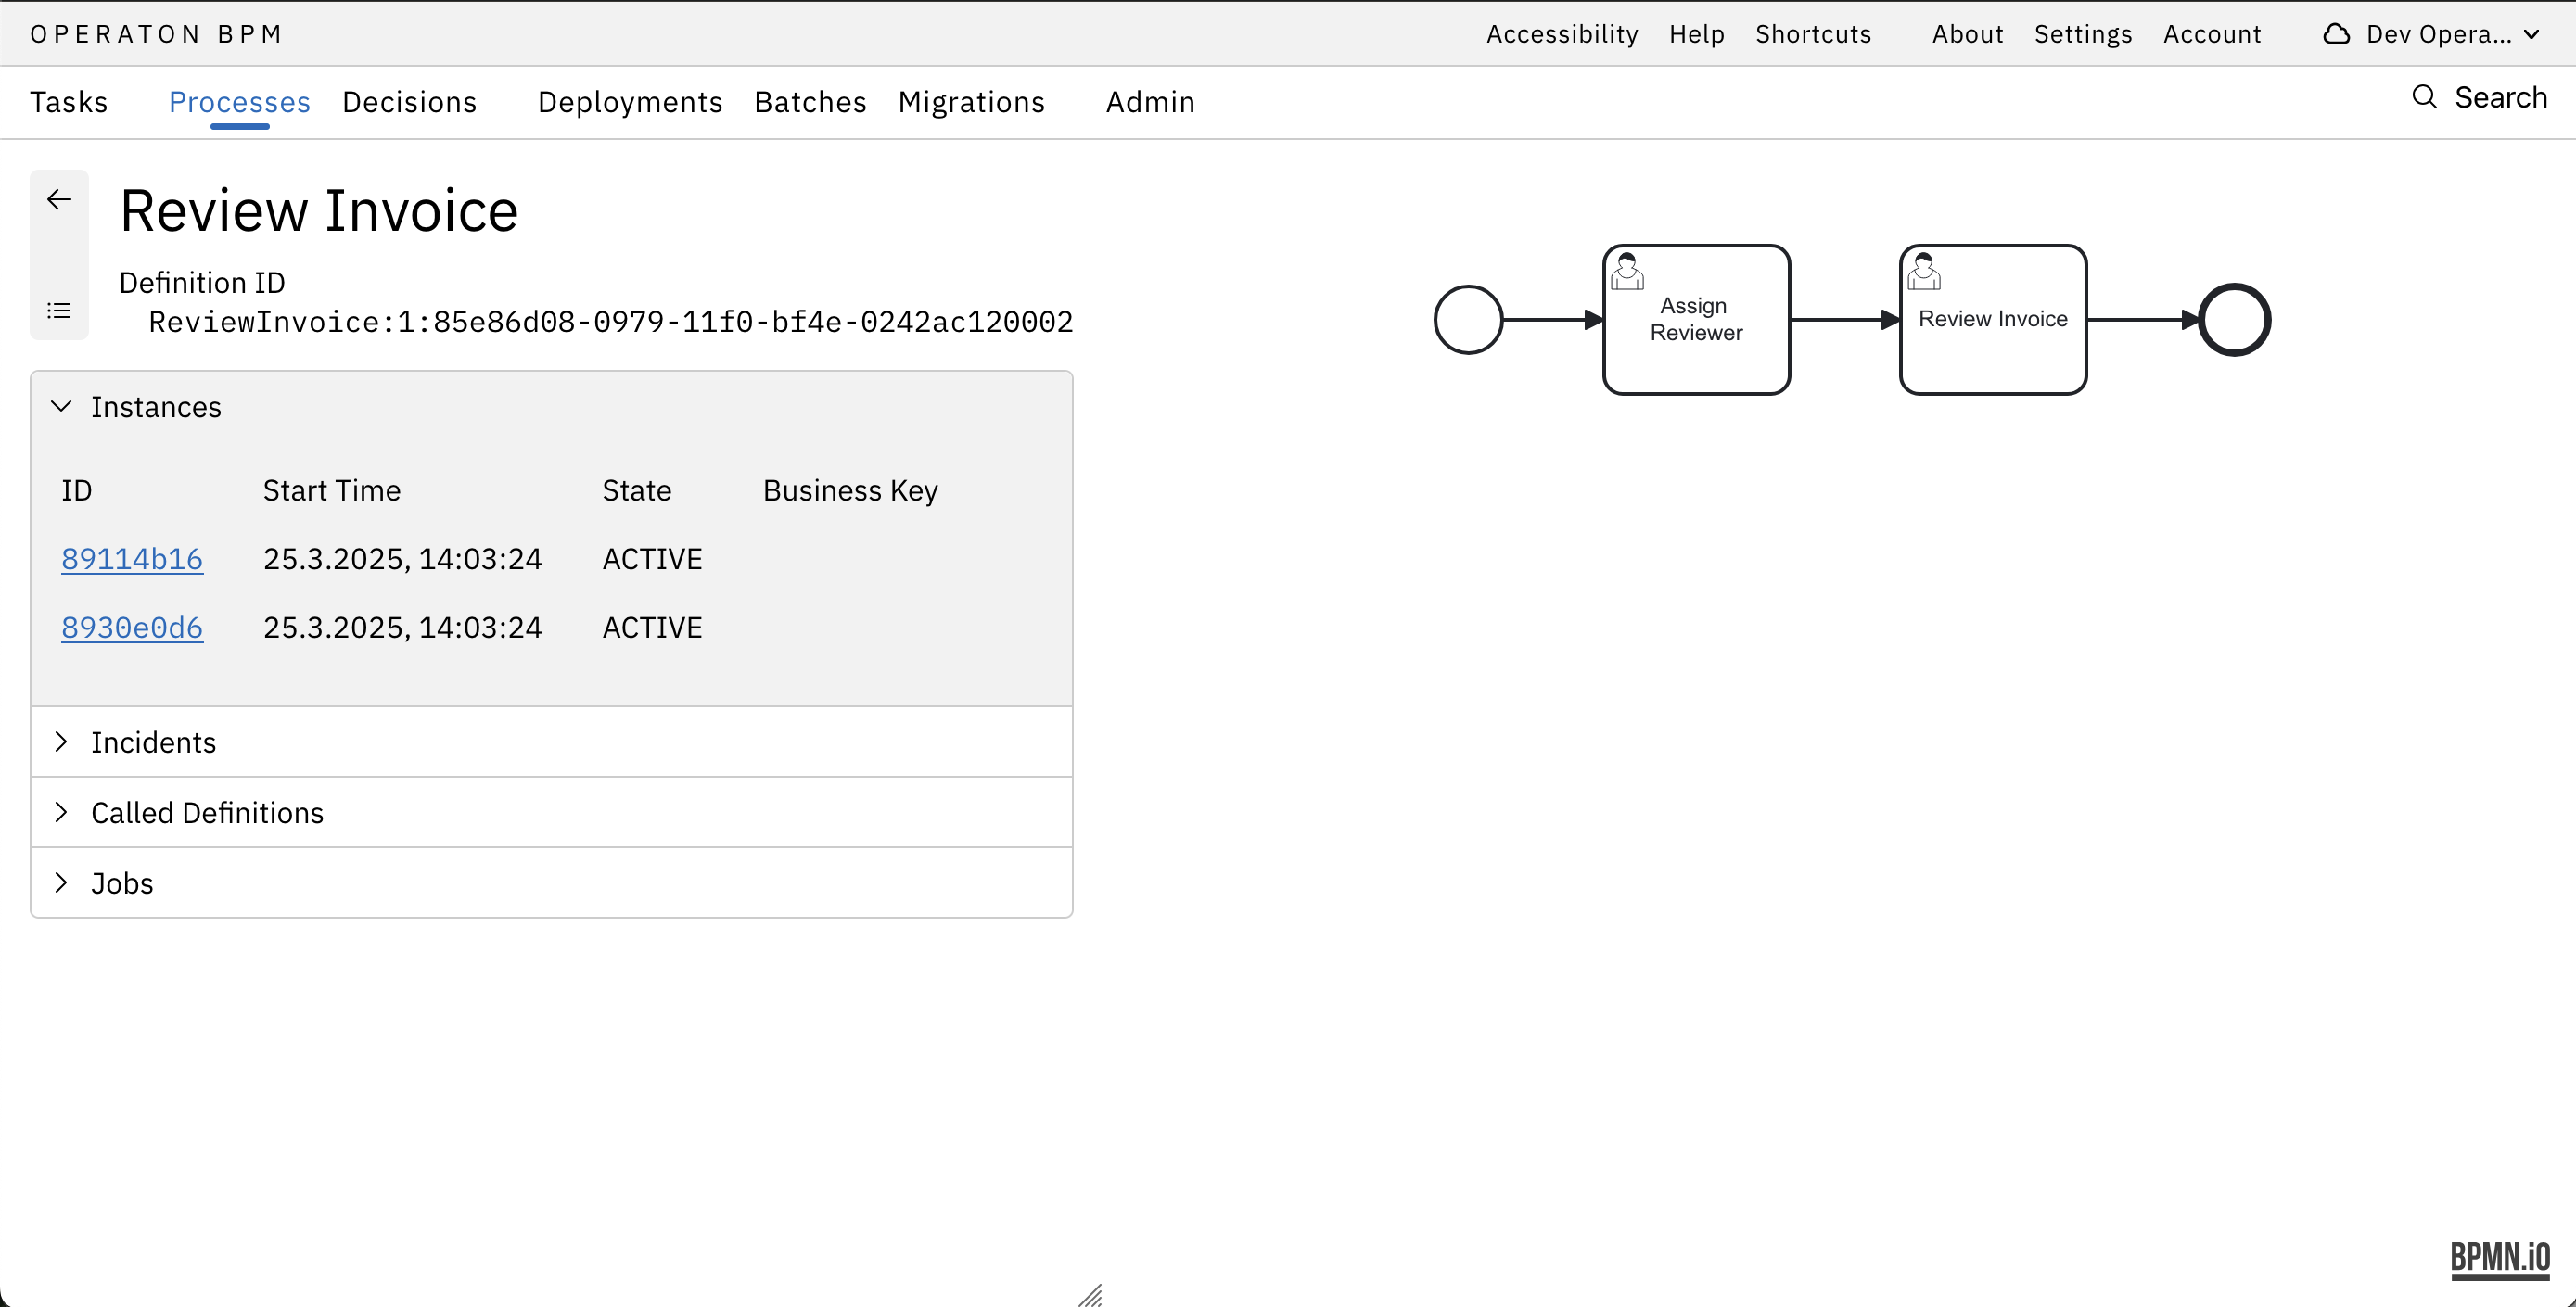 OPERATON BPM
Accessibility Help Shortcuts About Settings Account Dev Opera...
Tasks Processes Decisions Deployments Batches Migrations Admin Search
Review Invoice
Definition ID
ReviewInvoice:1:85e86d08-0979-11f0-bf4e-0242ac120002
Instances
ID Start Time State Business Key
89114b16 25.3.2025, 14:03:24 ACTIVE
8930e0d6 25.3.2025, 14:03:24 ACTIVE
Incidents
Called Definitions
Jobs
Assign
Reviewer
Review Invoice
BPMN.iO